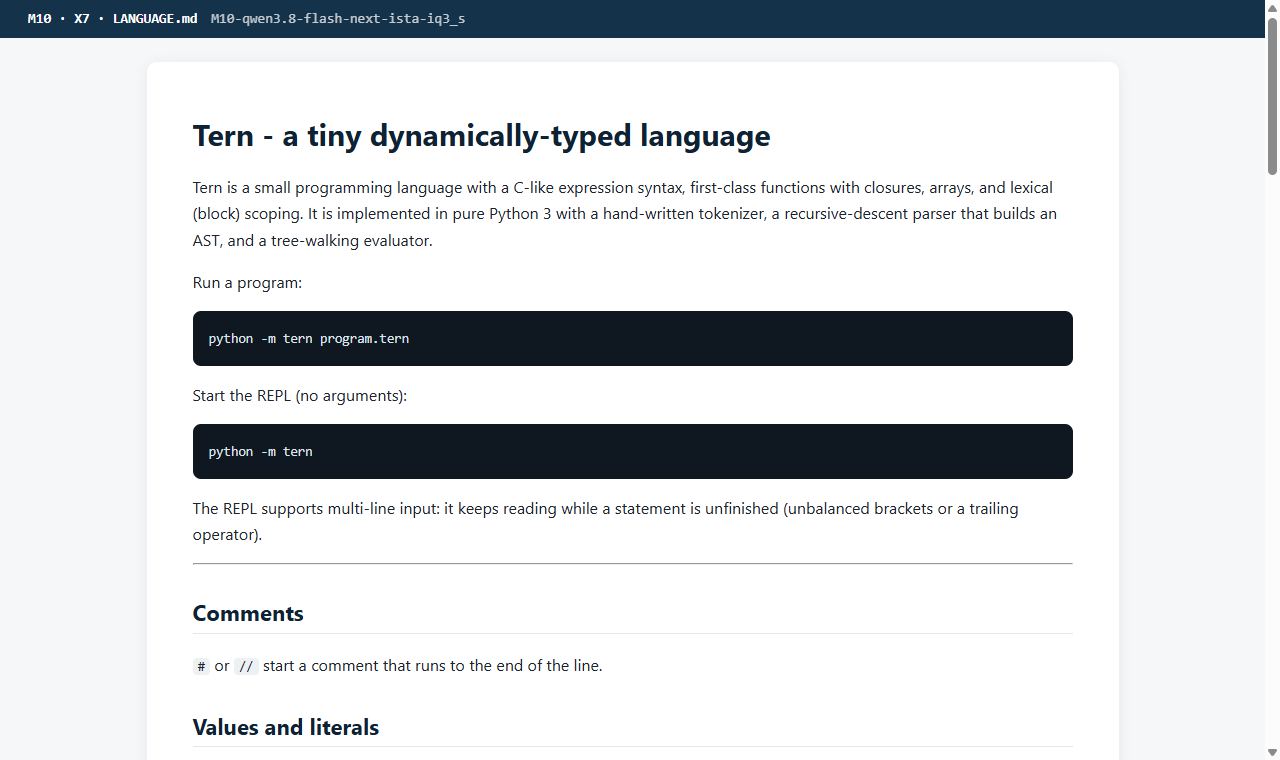 M10 · X7 · LANGUAGE.md M10-qwen3.8-flash-next-ista-iq3_s
Tern - a tiny dynamically-typed language
Tern is a small programming language with a C-like expression syntax, first-class functions with closures, arrays, and lexical
(block) scoping. It is implemented in pure Python 3 with a hand-written tokenizer, a recursive-descent parser that builds an
AST, and a tree-walking evaluator.
Run a program:
python -m tern program.tern
Start the REPL (no arguments):
python -m tern
The REPL supports multi-line input: it keeps reading while a statement is unfinished (unbalanced brackets or a trailing
operator).
Comments
# or // start a comment that runs to the end of the line.
Values and literals